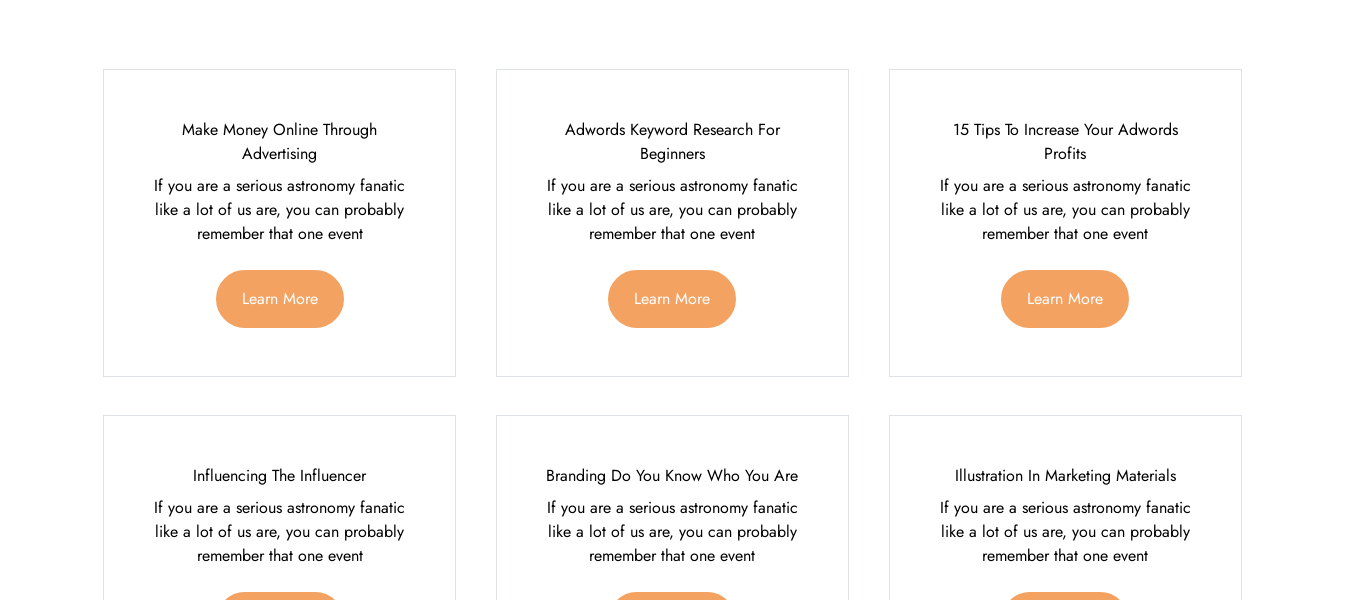 Make Money Online Through
Advertising
If you are a serious astronomy fanatic
like a lot of us are, you can probably
remember that one event
Learn More
Adwords Keyword Research For
Beginners
If you are a serious astronomy fanatic
like a lot of us are, you can probably
remember that one event
Learn More
15 Tips To Increase Your Adwords
Profits
If you are a serious astronomy fanatic
like a lot of us are, you can probably
remember that one event
Learn More
Influencing The Influencer
If you are a serious astronomy fanatic
like a lot of us are, you can probably
remember that one event
Branding Do You Know Who You Are
If you are a serious astronomy fanatic
like a lot of us are, you can probably
remember that one event
Illustration In Marketing Materials
If you are a serious astronomy fanatic
like a lot of us are, you can probably
remember that one event